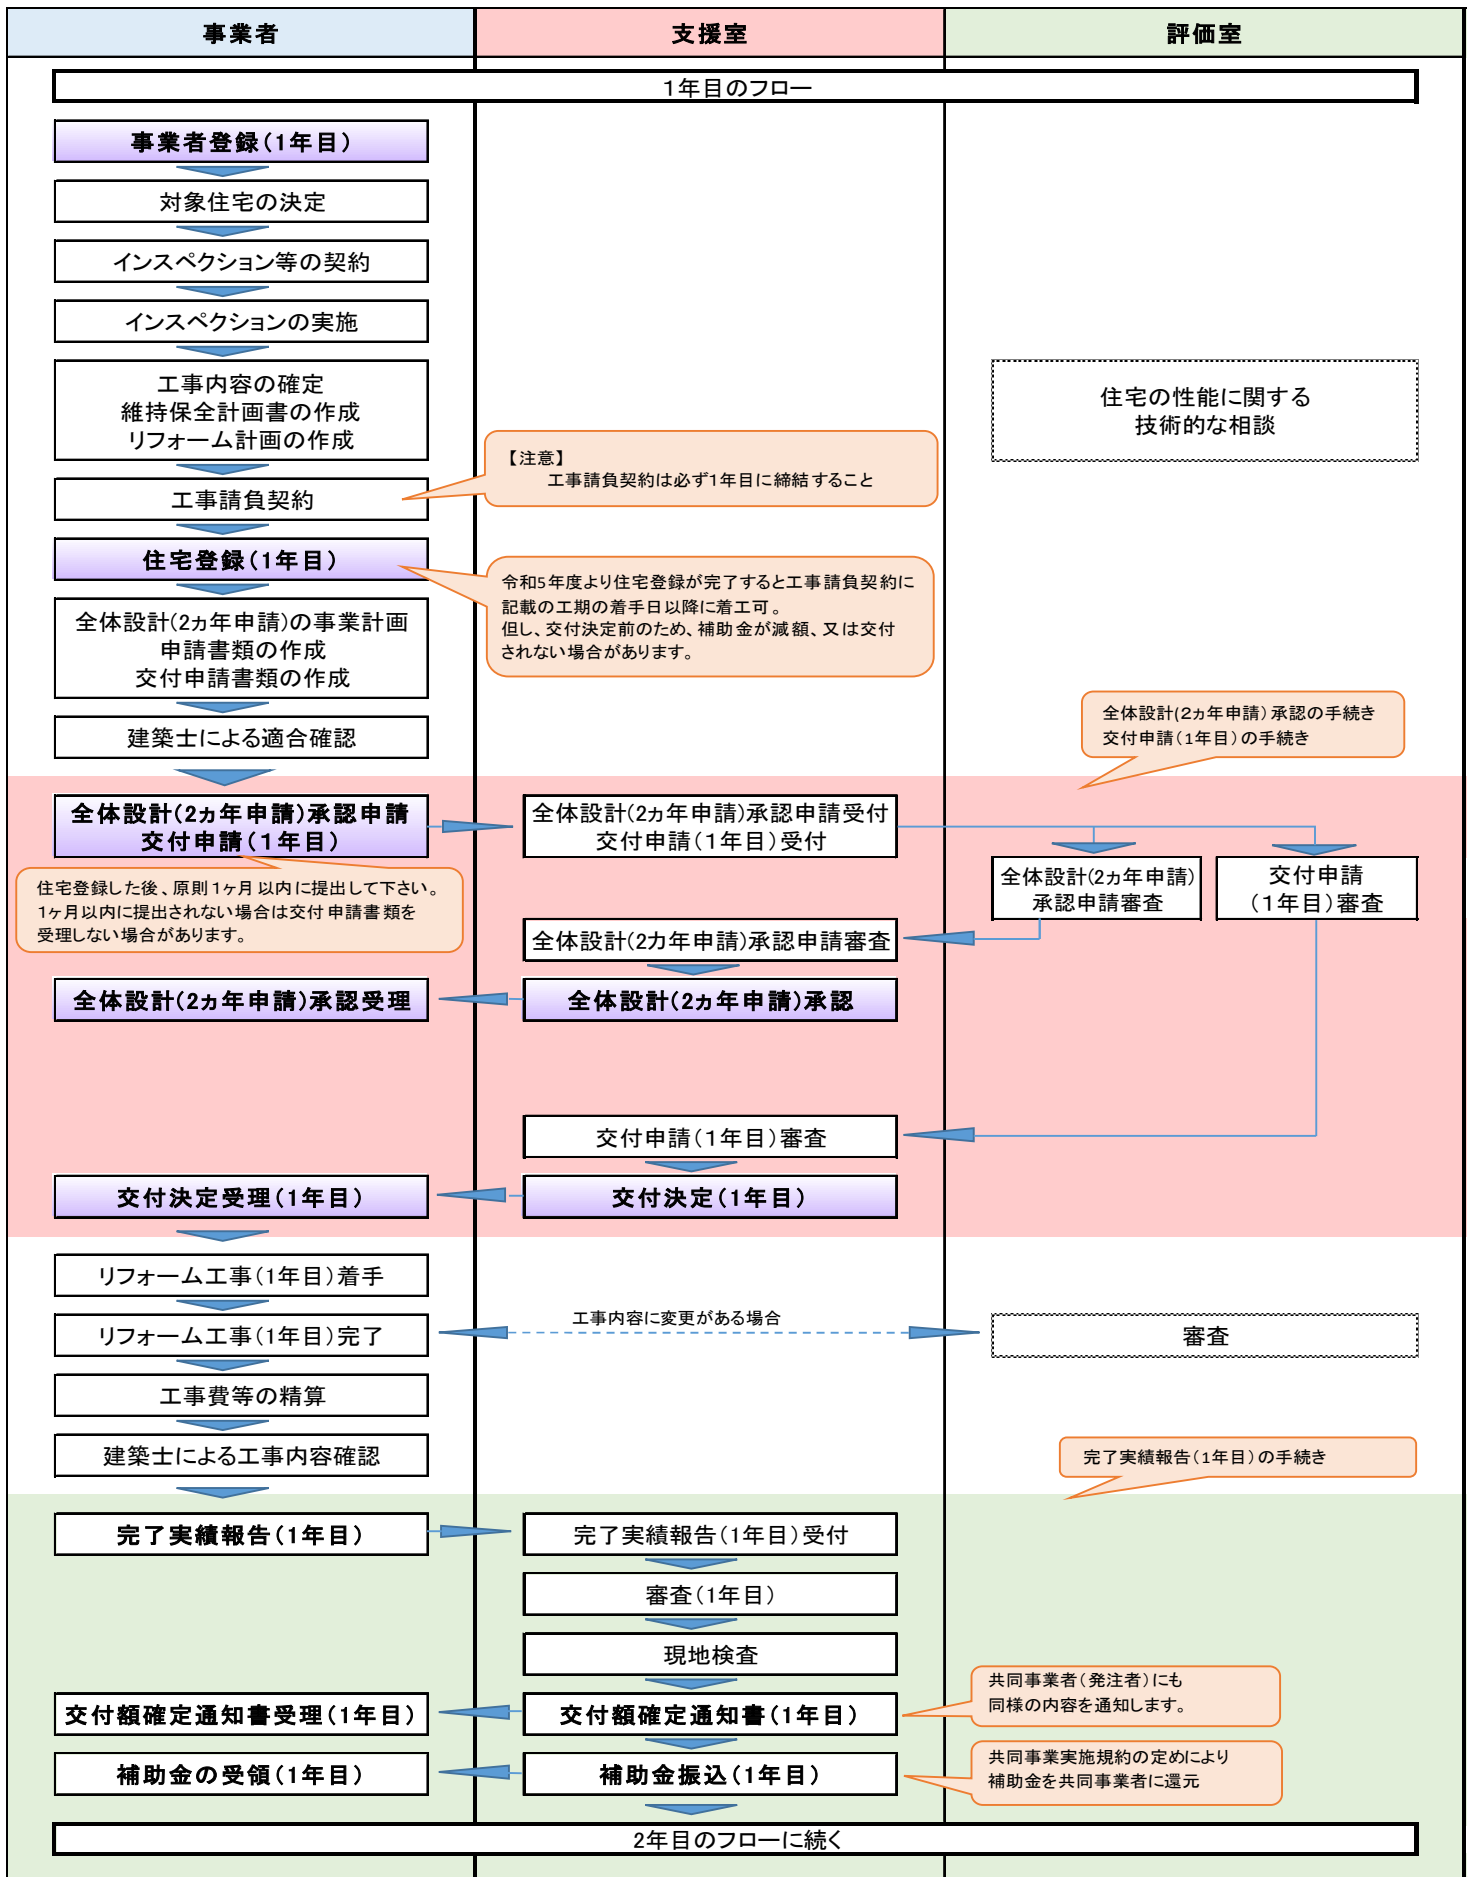 事業者
支援室
評価室
1年目のフロー
事業者登録(1年目)
対象住宅の決定
インスペクション等の契約
インスペクションの実施
工事内容の確定
維持保全計画書の作成
リフォーム計画の作成
住宅の性能に関する
技術的な相談
【注意】
工事請負契約は必ず1年目に締結すること
工事請負契約
住宅登録(1年目)
令和5年度より住宅登録が完了すると工事請負契約に
記載の工期の着手日以降に着工可。
但し、交付決定前のため、補助金が減額、又は交付
されない場合があります。
全体設計(2ヵ年申請)の事業計画
申請書類の作成
交付申請書類の作成
建築士による適合確認
全体設計(2ヵ年申請)承認の手続き
交付申請(1年目)の手続き
全体設計(2ヵ年申請)承認申請
交付申請(1年目)
全体設計(2ヵ年申請)承認申請受付
交付申請(1年目)受付
全体設計(2ヵ年申請)
承認申請審査
交付申請
(1年目)審査
住宅登録した後、原則1ヶ月以内に提出して下さい。
1ヶ月以内に提出されない場合は交付申請書類を
受理しない場合があります。
全体設計(2カ年申請)承認申請審査
全体設計(2ヵ年申請)承認受理
全体設計(2ヵ年申請)承認
交付申請(1年目)審査
交付決定受理(1年目)
交付決定(1年目)
リフォーム工事(1年目)着手
リフォーム工事(1年目)完了
工事内容に変更がある場合
審査
工事費等の精算
建築士による工事内容確認
完了実績報告(1年目)の手続き
完了実績報告(1年目)
完了実績報告(1年目)受付
審査(1年目)
現地検査
共同事業者(発注者)にも
同様の内容を通知します。
交付額確定通知書受理(1年目)
交付額確定通知書(1年目)
共同事業実施規約の定めにより
補助金を共同事業者に還元
補助金の受領(1年目)
補助金振込(1年目)
2年目のフローに続く